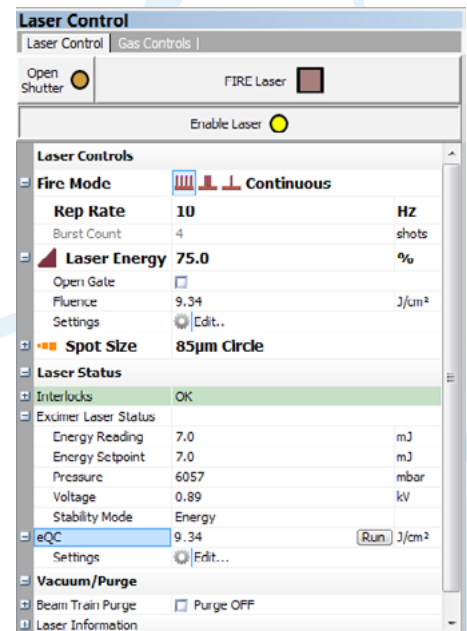 Laser Control
Laser Control Gas Controls |
Open
Shutter
FIRE Laser
Enable Laser
Laser Controls
Fire Mode Continuous
Rep Rate 10 Hz
Burst Count 4 shots
Laser Energy 75.0 %
Open Gate
Fluence 9.34 J/cm²
Settings Edit..
Spot Size 85µm Circle
Laser Status
Interlocks OK
Excimer Laser Status
Energy Reading 7.0 mJ
Energy Setpoint 7.0 mJ
Pressure 6057 mbar
Voltage 0.89 kV
Stability Mode Energy
eQC 9.34 Run J/cm²
Settings Edit...
Vacuum/Purge
Beam Train Purge Purge OFF
Laser Information